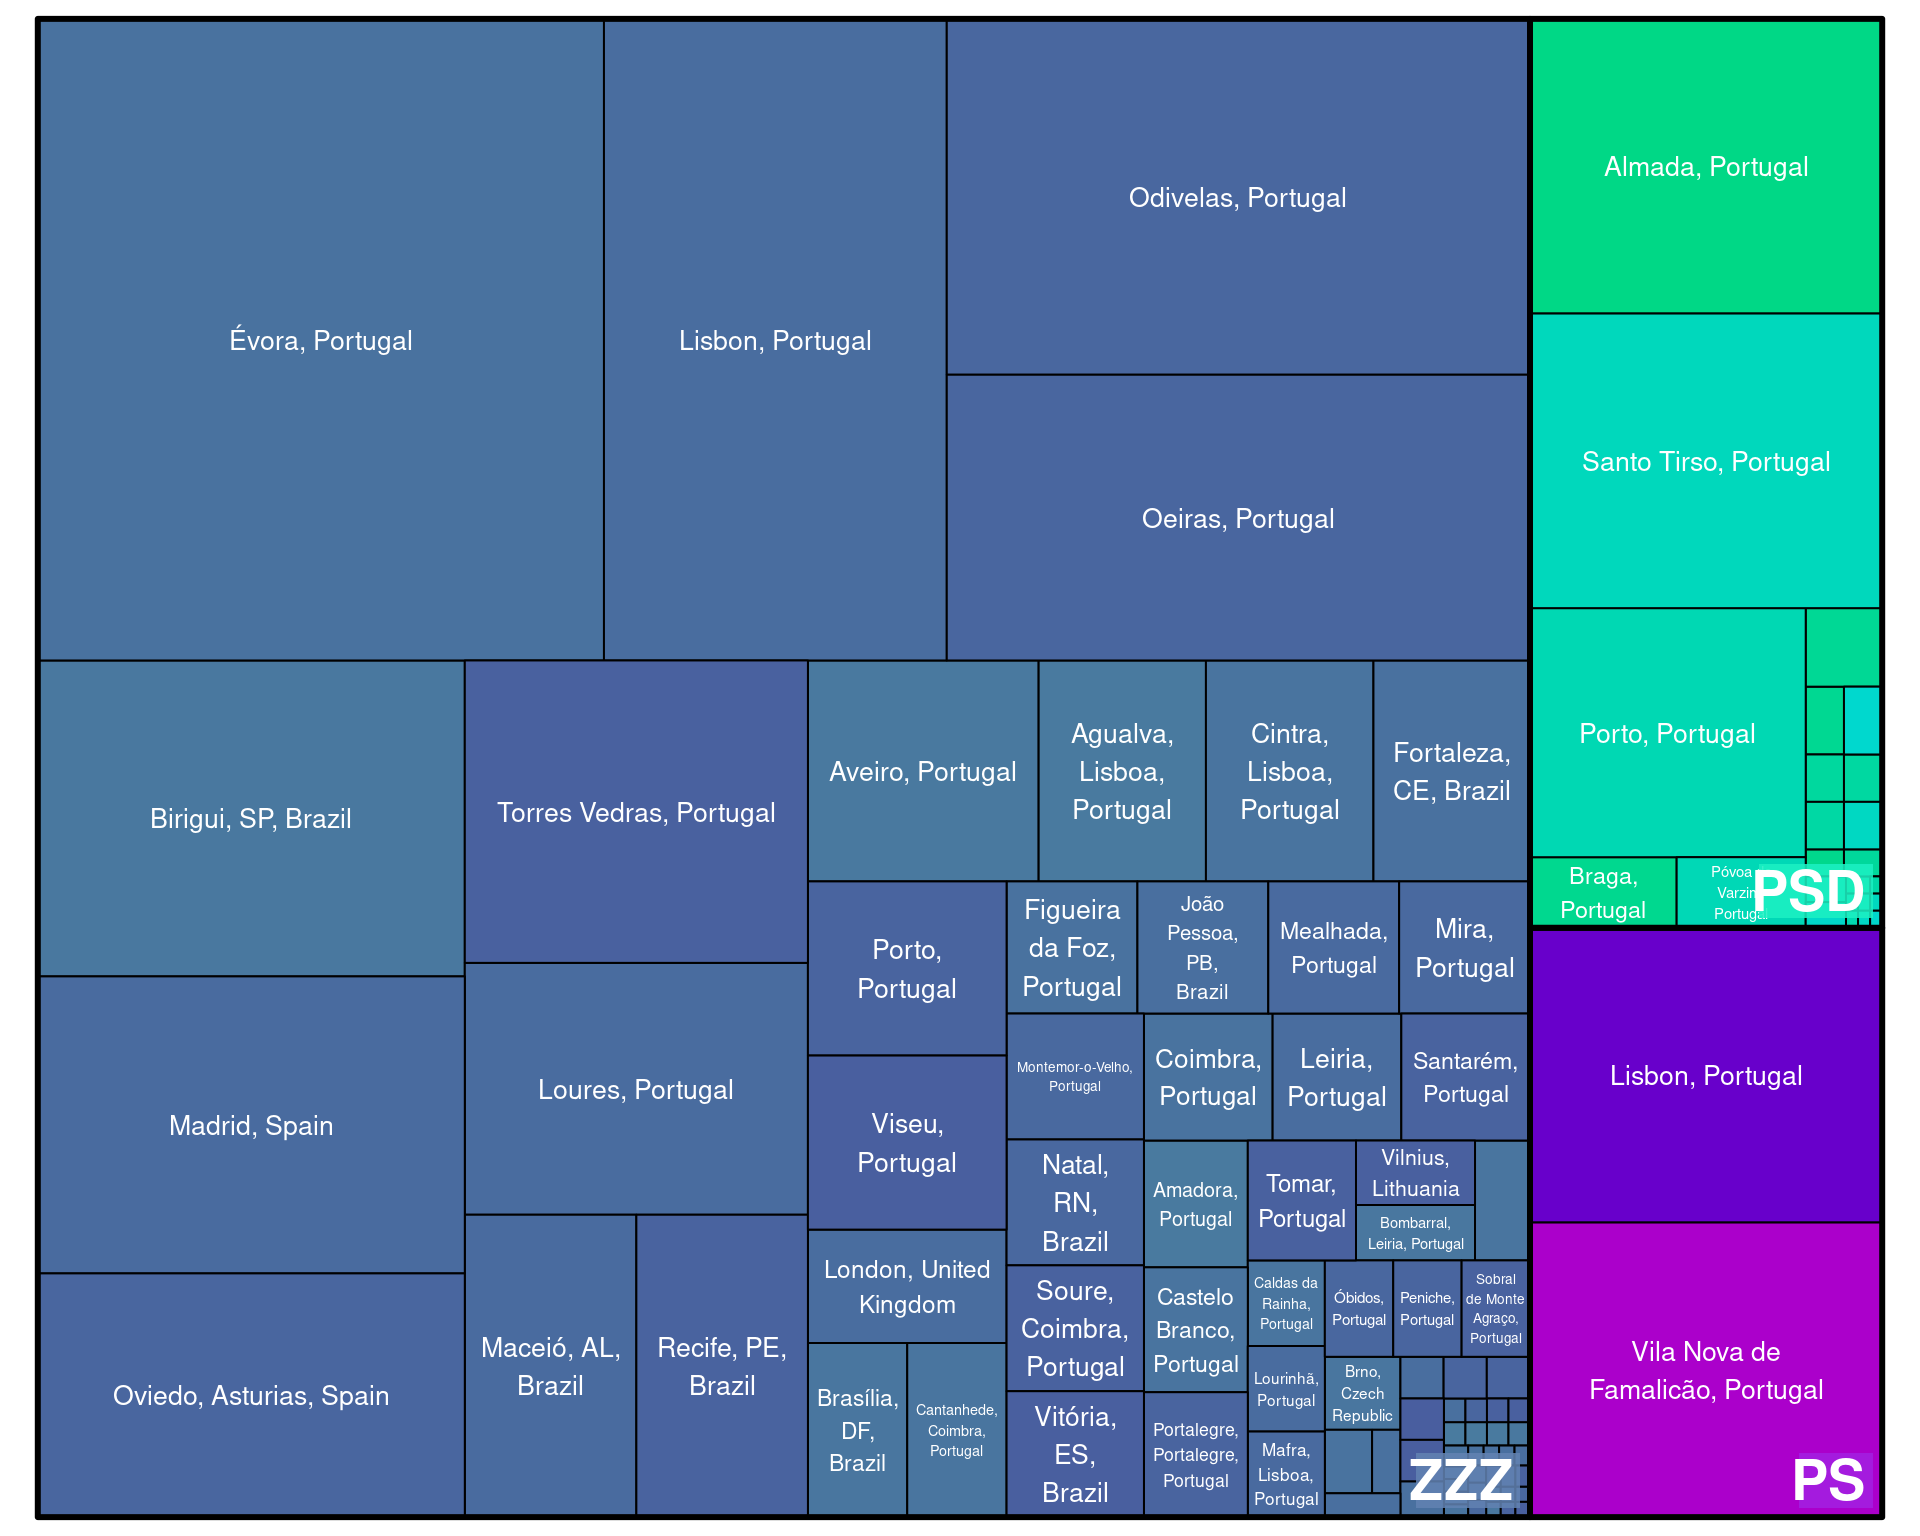 Évora, Portugal
Lisbon, Portugal
Odivelas, Portugal
Oeiras, Portugal
Birigui, SP, Brazil
Madrid, Spain
Oviedo, Asturias, Spain
Torres Vedras, Portugal
Loures, Portugal
Maceió, AL,
Brazil
Recife, PE,
Brazil
Aveiro, Portugal
Agualva,
Lisboa,
Portugal
Cintra,
Lisboa,
Portugal
Fortaleza,
CE, Brazil
Porto,
Portugal
Viseu,
Portugal
London, United
Kingdom
Brasília,
DF,
Brazil
Cantanhede,
Coimbra,
Portugal
Figueira
da Foz,
Portugal
João
Pessoa,
PB,
Brazil
Mealhada,
Portugal
Mira,
Portugal
Montemor-o-Velho,
Portugal
Natal,
RN,
Brazil
Soure,
Coimbra,
Portugal
Vitória,
ES,
Brazil
Coimbra,
Portugal
Leiria,
Portugal
Santarém,
Portugal
Amadora,
Portugal
Castelo
Branco,
Portugal
Portalegre,
Portalegre,
Portugal
Tomar,
Portugal
Vilnius,
Lithuania
Bombarral,
Leiria, Portugal
Caldas da
Rainha,
Portugal
Lourinhã,
Portugal
Mafra,
Lisboa,
Portugal
Óbidos,
Portugal
Peniche,
Portugal
Sobral
de Monte
Agraço,
Portugal
Brno,
Czech
Republic
ZZZ
Almada, Portugal
Santo Tirso, Portugal
Porto, Portugal
Braga,
Portugal
Póvoa
Varzim
Portugal
PSD
Lisbon, Portugal
Vila Nova de
Famalicão, Portugal
PS